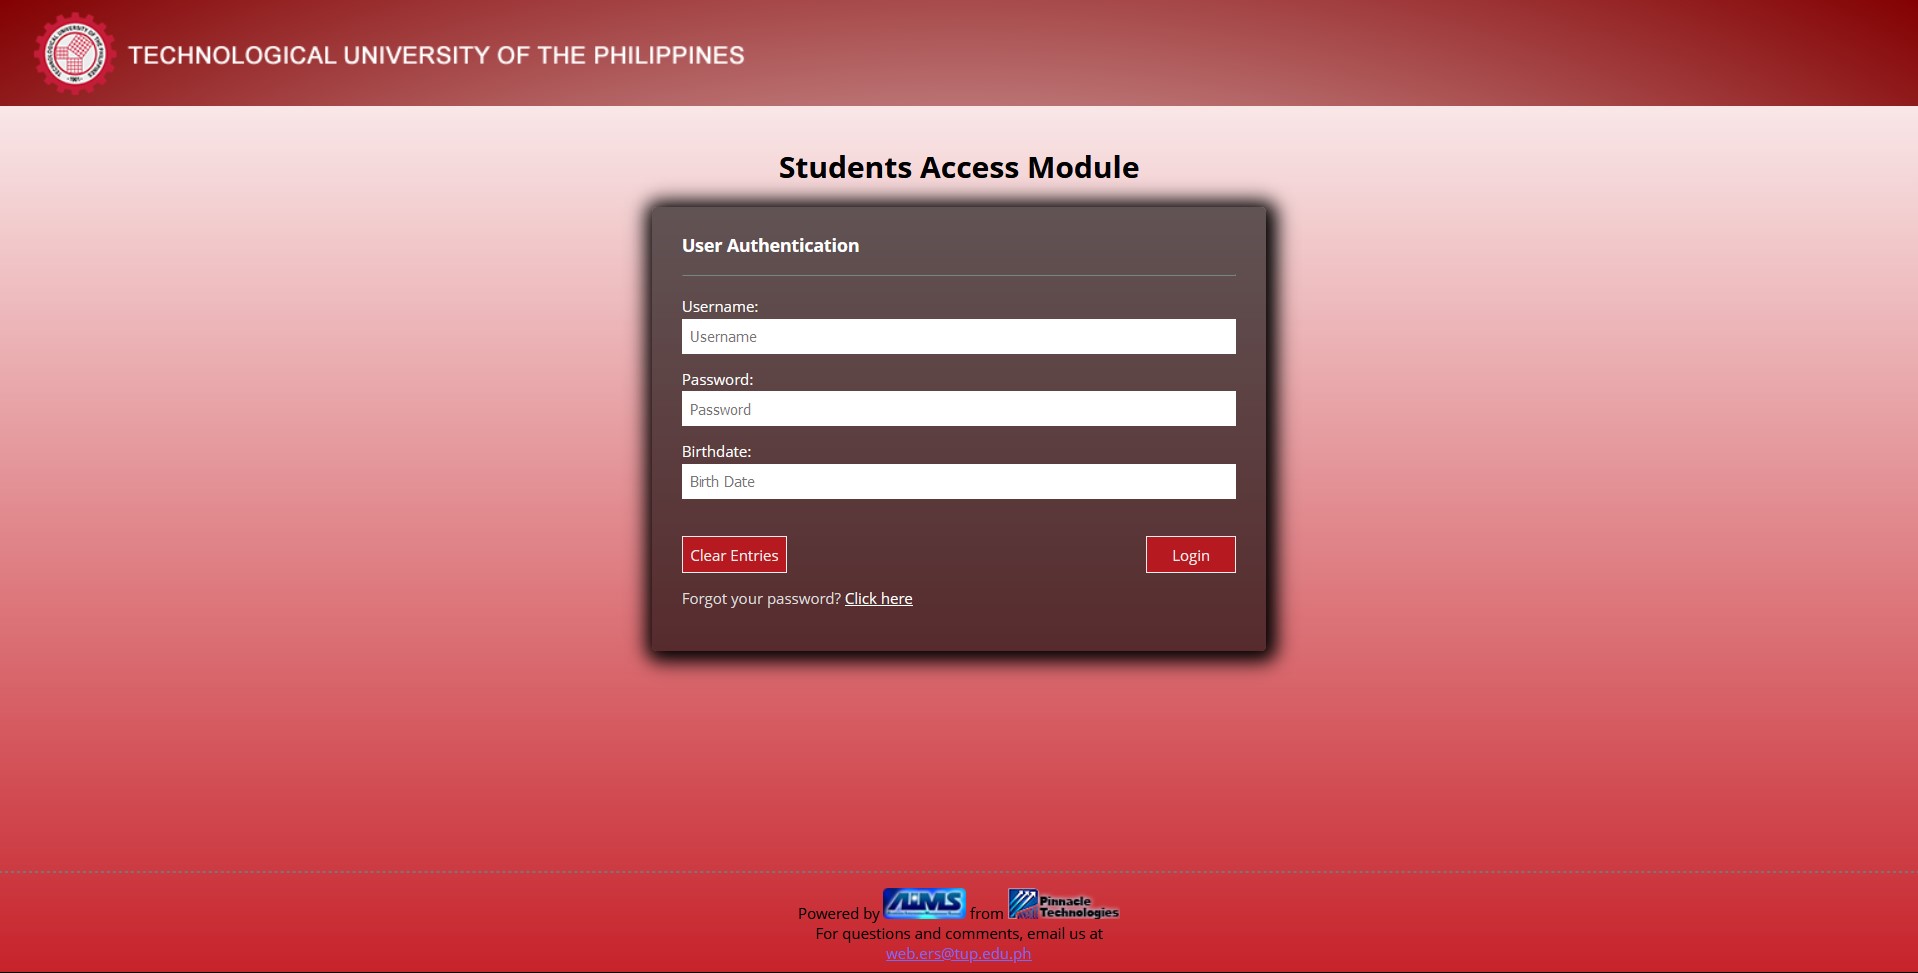 TECHNOLOGICAL UNIVERSITY OF THE PHILIPPINES
Students Access Module
User Authentication
Username:
Username
Password:
Password
Birthdate:
Birth Date
Clear Entries
Login
Forgot your password? Click here
Powered by AIMS from Pinnacle Technologies
For questions and comments, email us at
web.ers@tup.edu.ph